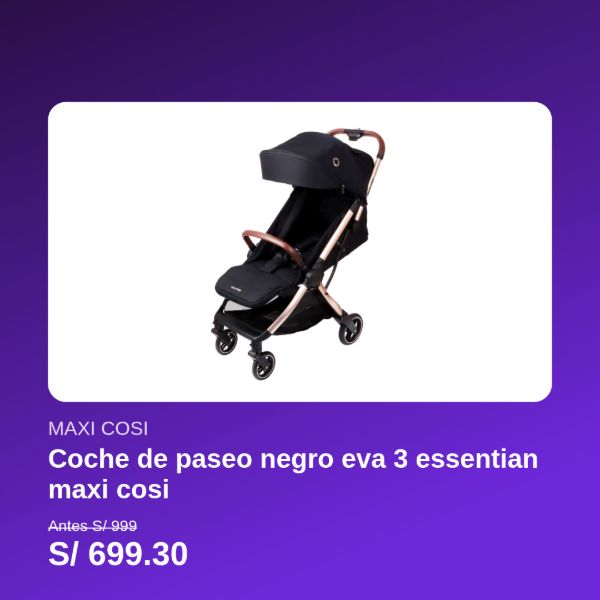 MAXI COSI
Coche de paseo negro eva 3 essentian
maxi cosi
Antes S/ 999
S/ 699.30